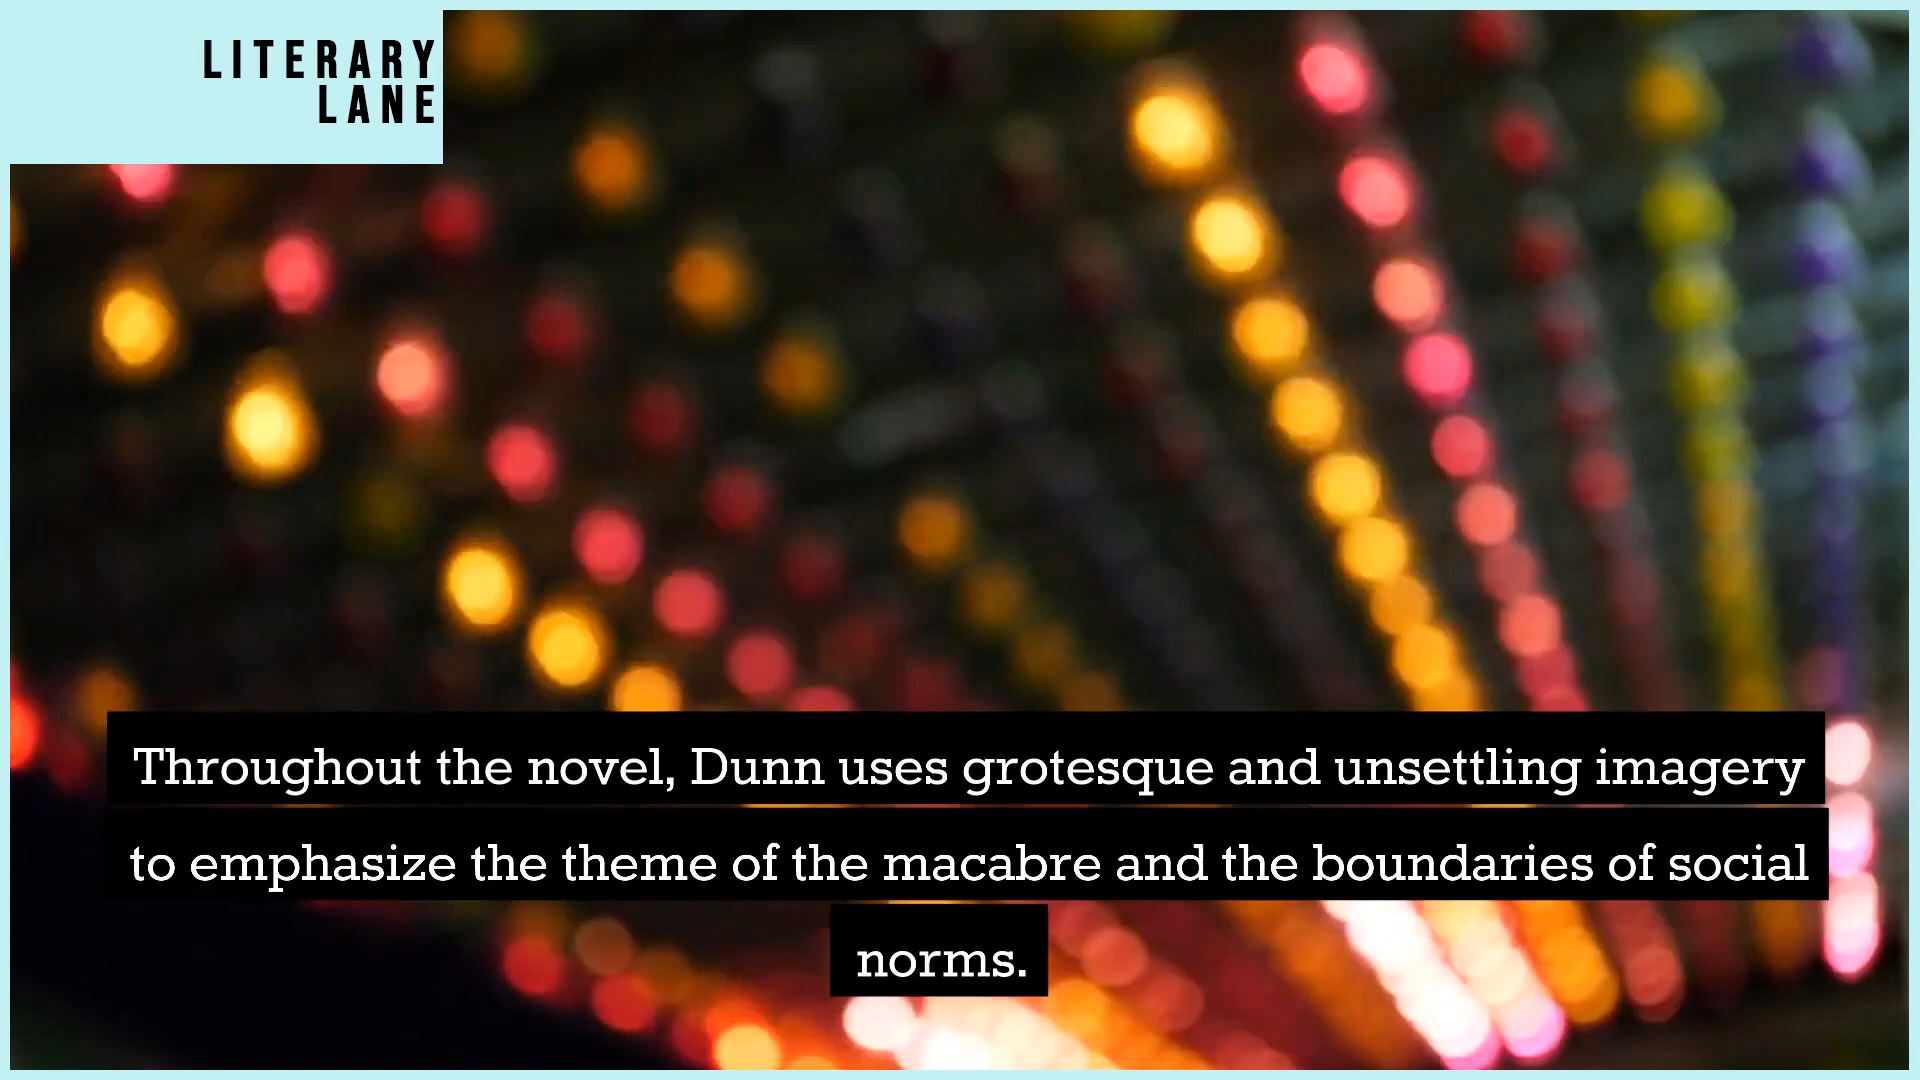 LITERARY
LANE
Throughout the novel, Dunn uses grotesque and unsettling imagery
to emphasize the theme of the macabre and the boundaries of social
norms.